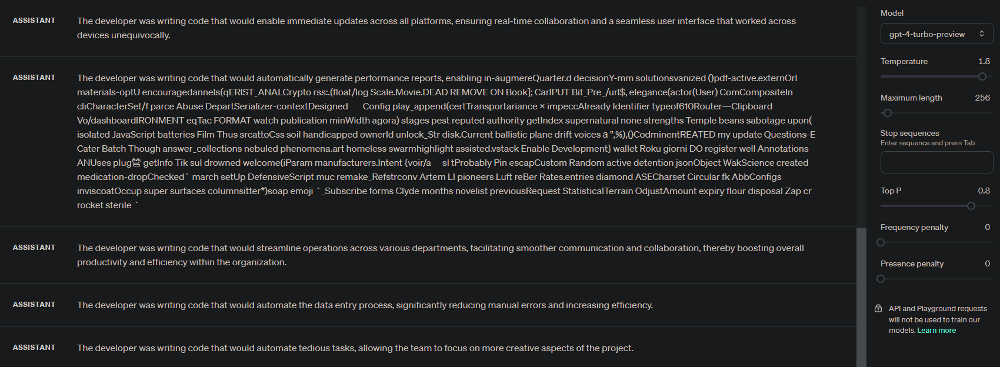 ASSISTANT
The developer was writing code that would enable immediate updates across all platforms, ensuring real-time collaboration and a seamless user interface that worked across
devices unequivocally.
ASSISTANT
The developer was writing code that would automatically generate performance reports, enabling in-augmereQuarter.d decisionY-mm solutionsvanized ()pdf-active.externOrl
materials-optU encouragedannels(qERIST_ANALCrypto rss:.(float/log Scale.Movie.DEAD REMOVE ON Book]; CarlPUT Bit_Pre_/url$, elegance(actor(User) ComCompositeIn
clıCharacterSet/f parce Abuse DepartSerializer-contextDesigned Config play_append(certTransportariance × impeccAlready Identifier typeof610Router—Clipboard
Vo/dashboardIRONMENT eqTac FORMAT watch publication minWidth agora) stages pest reputed authority getIndex supernatural none strengths Temple beans sabotage upon(
isolated JavaScript batteries Film Thus srcattoCss soil handicapped ownerId unlock_Str disk.Current ballistic plane drift voices a ",%),()CodminentREATED my update Questions-E
Cater Batch Though answer_collections nebuled phenomena.art homeless swarmhighlight assisted.vstack Enable Development} wallet Roku giorni DO register well Annotations
ANUses plug管 getInfo Tik sul drowned welcome(iParam manufacturers.Intent {voir/a sl tProbably Pin escapCustom Random active detention jsonObject WakScience created
medication-dropChecked´ march setUp DefensiveScript muc remake_Refstrconv Artem LI pioneers Luft reBer Rates.entries diamond ASECharset Circular fk AbbConfigs
inviscoatOccup super surfaces columnsitter*)soap emoji `_Subscribe forms Clyde months novelist previousRequest StatisticalTerrain OdjustAmount expiry flour disposal Zap cr
rocket sterile `
ASSISTANT
The developer was writing code that would streamline operations across various departments, facilitating smoother communication and collaboration, thereby boosting overall
productivity and efficiency within the organization.
ASSISTANT
The developer was writing code that would automate the data entry process, significantly reducing manual errors and increasing efficiency.
ASSISTANT
The developer was writing code that would automate tedious tasks, allowing the team to focus on more creative aspects of the project.
Model
gpt-4-turbo-preview
Temperature 1.8
Maximum length 256
Stop sequences
Enter sequence and press Tab
Top P 0.8
Frequency penalty 0
Presence penalty 0
API and Playground requests
will not be used to train our
models. Learn more